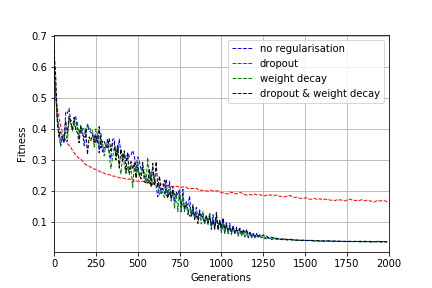 0.7
0.6
0.5
0.4
0.3
0.2
0.1
Fitness
no regularisation
dropout
weight decay
dropout & weight decay
0 250 500 750 1000 1250 1500 1750 2000
Generations